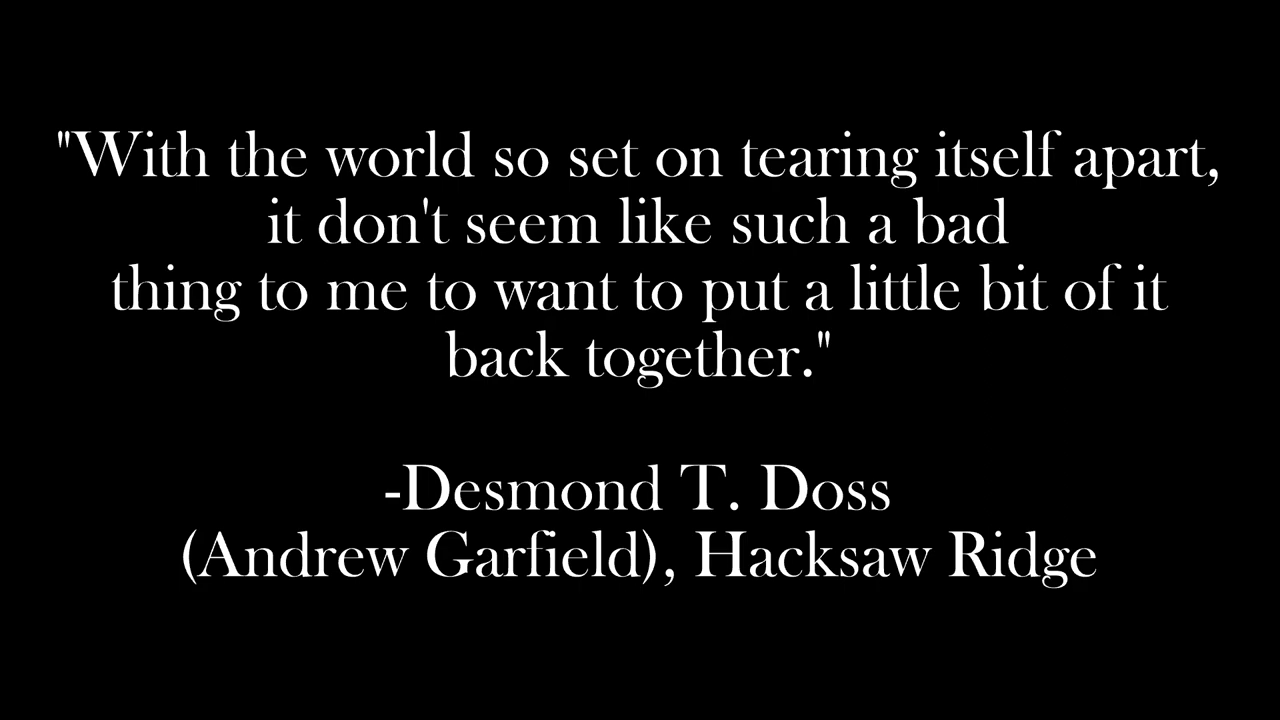 "With the world so set on tearing itself apart,
it don't seem like such a bad
thing to me to want to put a little bit of it
back together."
-Desmond T. Doss
(Andrew Garfield), Hacksaw Ridge